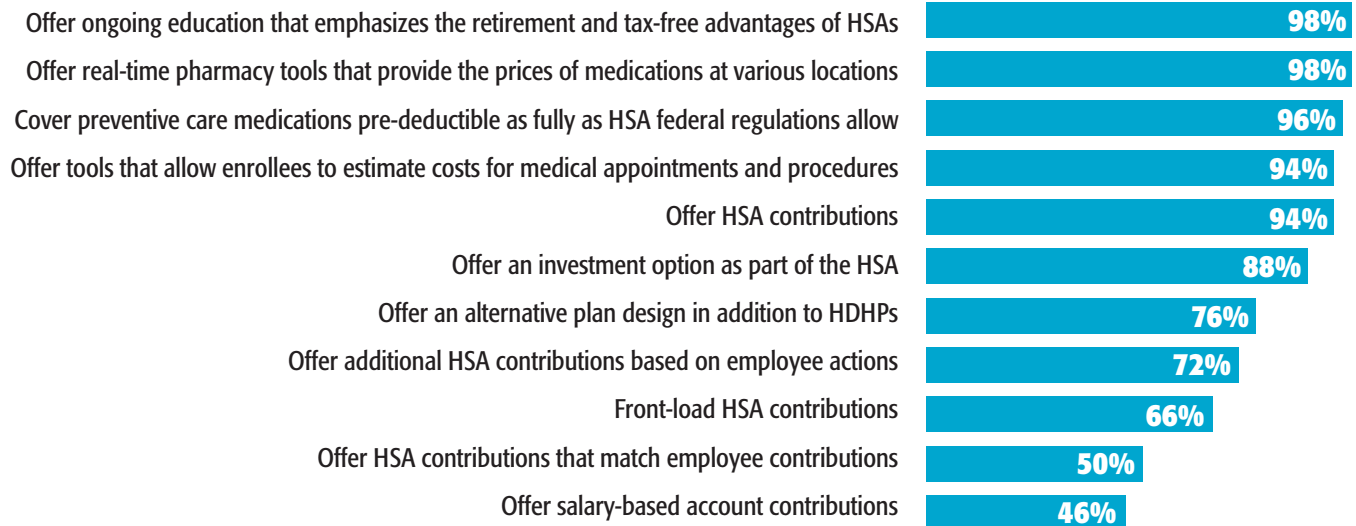 Offer ongoing education that emphasizes the retirement and tax-free advantages of HSAs 98%
Offer real-time pharmacy tools that provide the prices of medications at various locations 98%
Cover preventive care medications pre-deductible as fully as HSA federal regulations allow 96%
Offer tools that allow enrollees to estimate costs for medical appointments and procedures 94%
Offer HSA contributions 94%
Offer an investment option as part of the HSA 88%
Offer an alternative plan design in addition to HDHPs 76%
Offer additional HSA contributions based on employee actions 72%
Front-load HSA contributions 66%
Offer HSA contributions that match employee contributions 50%
Offer salary-based account contributions 46%